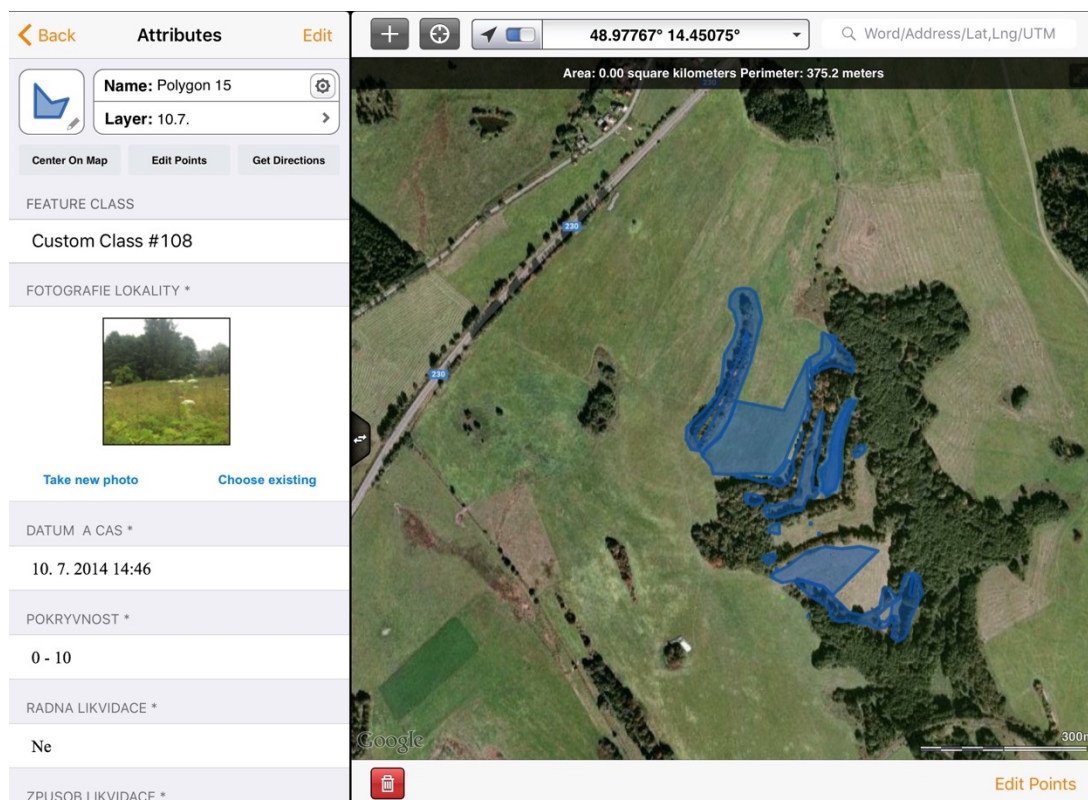 Back
Attributes
Edit
Name: Polygon 15
Layer: 10.7.
Center On Map
Edit Points
Get Directions
FEATURE CLASS
Custom Class #108
FOTOGRAFIE LOKALITY *
Take new photo
Choose existing
DATUM A CAS *
10. 7. 2014 14:46
POKRYVNOST *
0 - 10
RADNA LIKVIDACE *
Ne
ZPUSOB LIKVIDACE *
48.97767° 14.45075°
Word/Address/Lat,Lng/UTM
Area: 0.00 square kilometers Perimeter: 375.2 meters
230
230
230
300m
Google
Edit Points